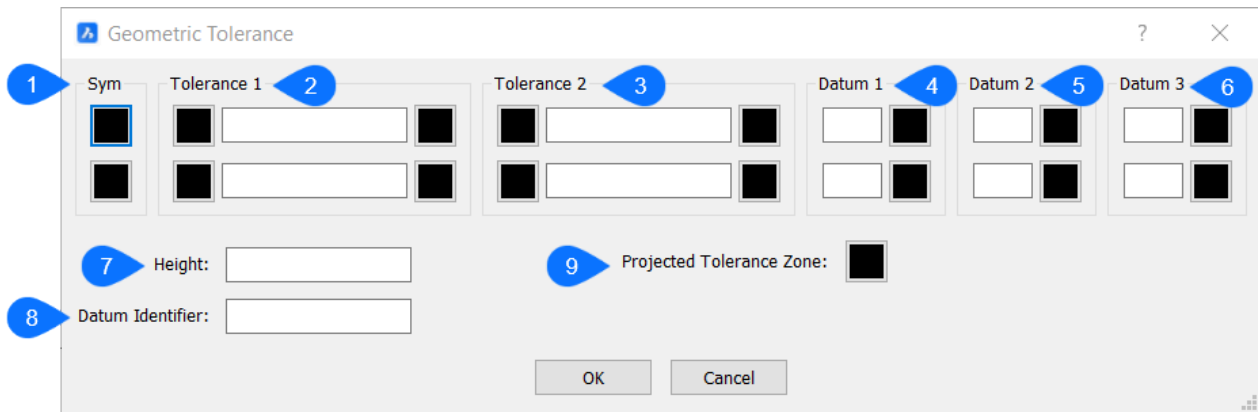 Geometric Tolerance ? ×
1 Sym Tolerance 1 2 Tolerance 2 3 Datum 1 4 Datum 2 5 Datum 3 6
7 Height: 9 Projected Tolerance Zone:
8 Datum Identifier:
OK Cancel